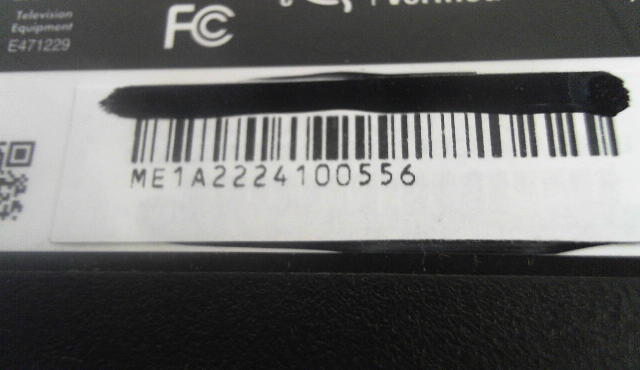 Television
Equipment
E471229
FC
ME1A2224100556